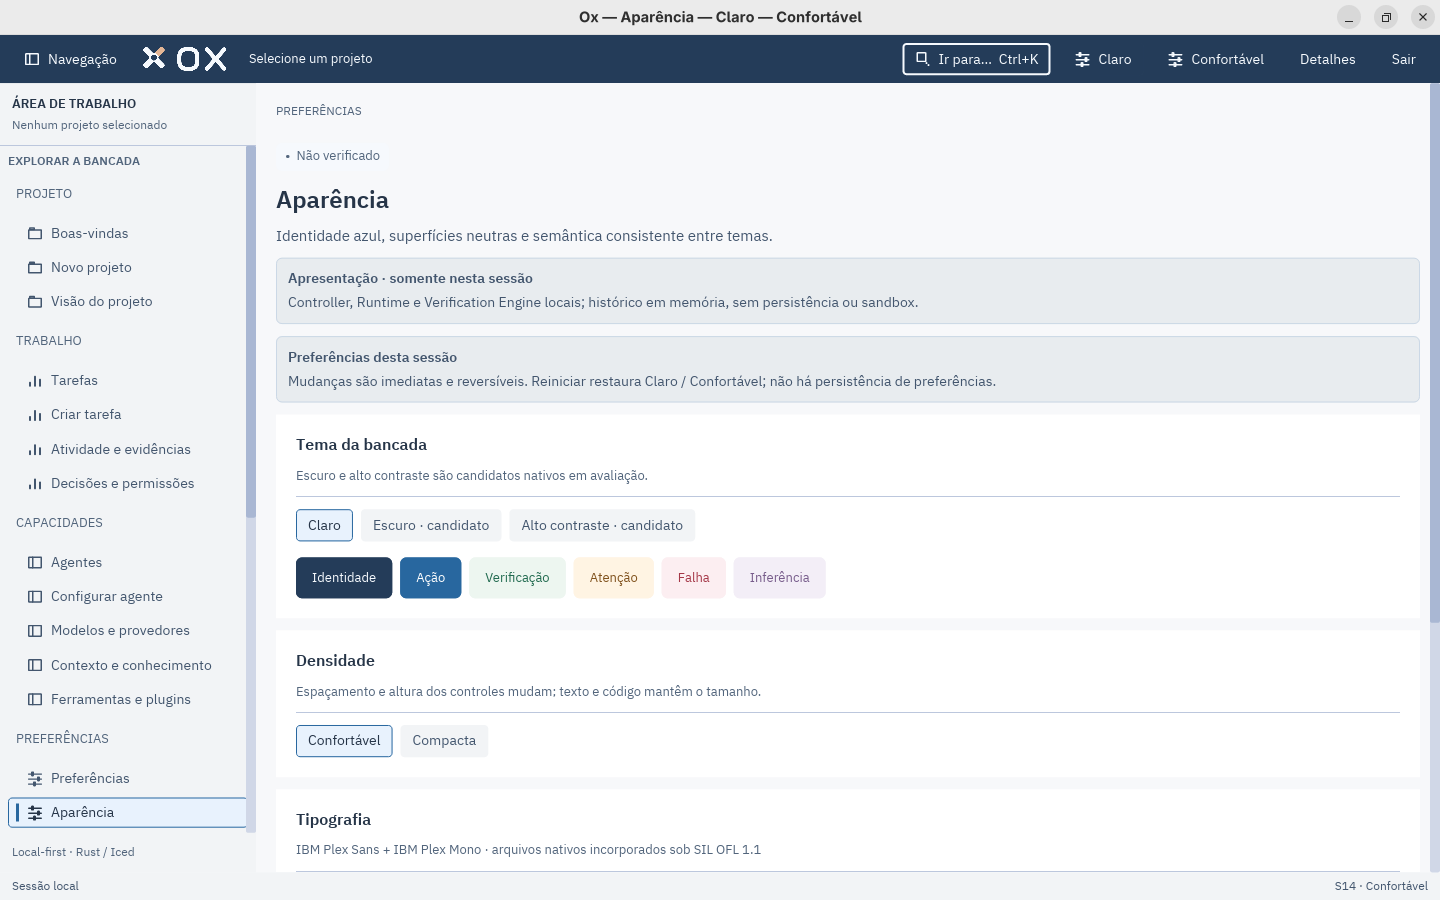 Ox — Aparência — Claro — Confortável
Navegação
OX
Selecione um projeto
Ir para... Ctrl+K
Claro
Confortável
Detalhes
Sair
ÁREA DE TRABALHO
Nenhum projeto selecionado
EXPLORAR A BANCADA
PROJETO
Boas-vindas
Novo projeto
Visão do projeto
TRABALHO
Tarefas
Criar tarefa
Atividade e evidências
Decisões e permissões
CAPACIDADES
Agentes
Configurar agente
Modelos e provedores
Contexto e conhecimento
Ferramentas e plugins
PREFERÊNCIAS
Preferências
Aparência
Local-first · Rust / Iced
PREFERÊNCIAS
• Não verificado
Aparência
Identidade azul, superfícies neutras e semântica consistente entre temas.
Apresentação · somente nesta sessão
Controller, Runtime e Verification Engine locais; histórico em memória, sem persistência ou sandbox.
Preferências desta sessão
Mudanças são imediatas e reversíveis. Reiniciar restaura Claro / Confortável; não há persistência de preferências.
Tema da bancada
Escuro e alto contraste são candidatos nativos em avaliação.
Claro
Escuro · candidato
Alto contraste · candidato
Identidade
Ação
Verificação
Atenção
Falha
Inferência
Densidade
Espaçamento e altura dos controles mudam; texto e código mantêm o tamanho.
Confortável
Compacta
Tipografia
IBM Plex Sans + IBM Plex Mono · arquivos nativos incorporados sob SIL OFL 1.1
Sessão local
S14 · Confortável